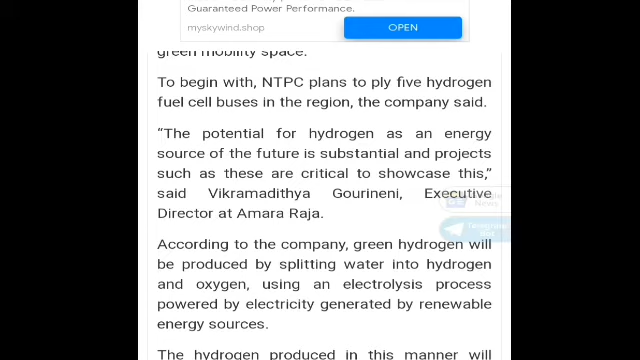 Guaranteed Power Performance.
myskywind.shop
OPEN
green mobility space.
To begin with, NTPC plans to ply five hydrogen
fuel cell buses in the region, the company said.
“The potential for hydrogen as an energy
source of the future is substantial and projects
such as these are critical to showcase this,”
said Vikramadithya Gourineni, Executive
Director at Amara Raja.
According to the company, green hydrogen will
be produced by splitting water into hydrogen
and oxygen, using an electrolysis process
powered by electricity generated by renewable
energy sources.
The hydrogen produced in this manner will